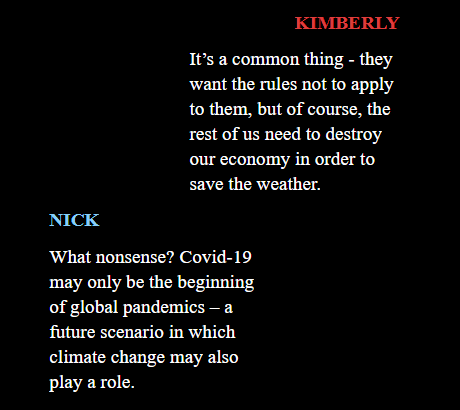 KIMBERLY
It’s a common thing - they
want the rules not to apply
to them, but of course, the
rest of us need to destroy
our economy in order to
save the weather.
NICK
What nonsense? Covid-19
may only be the beginning
of global pandemics – a
future scenario in which
climate change may also
play a role.